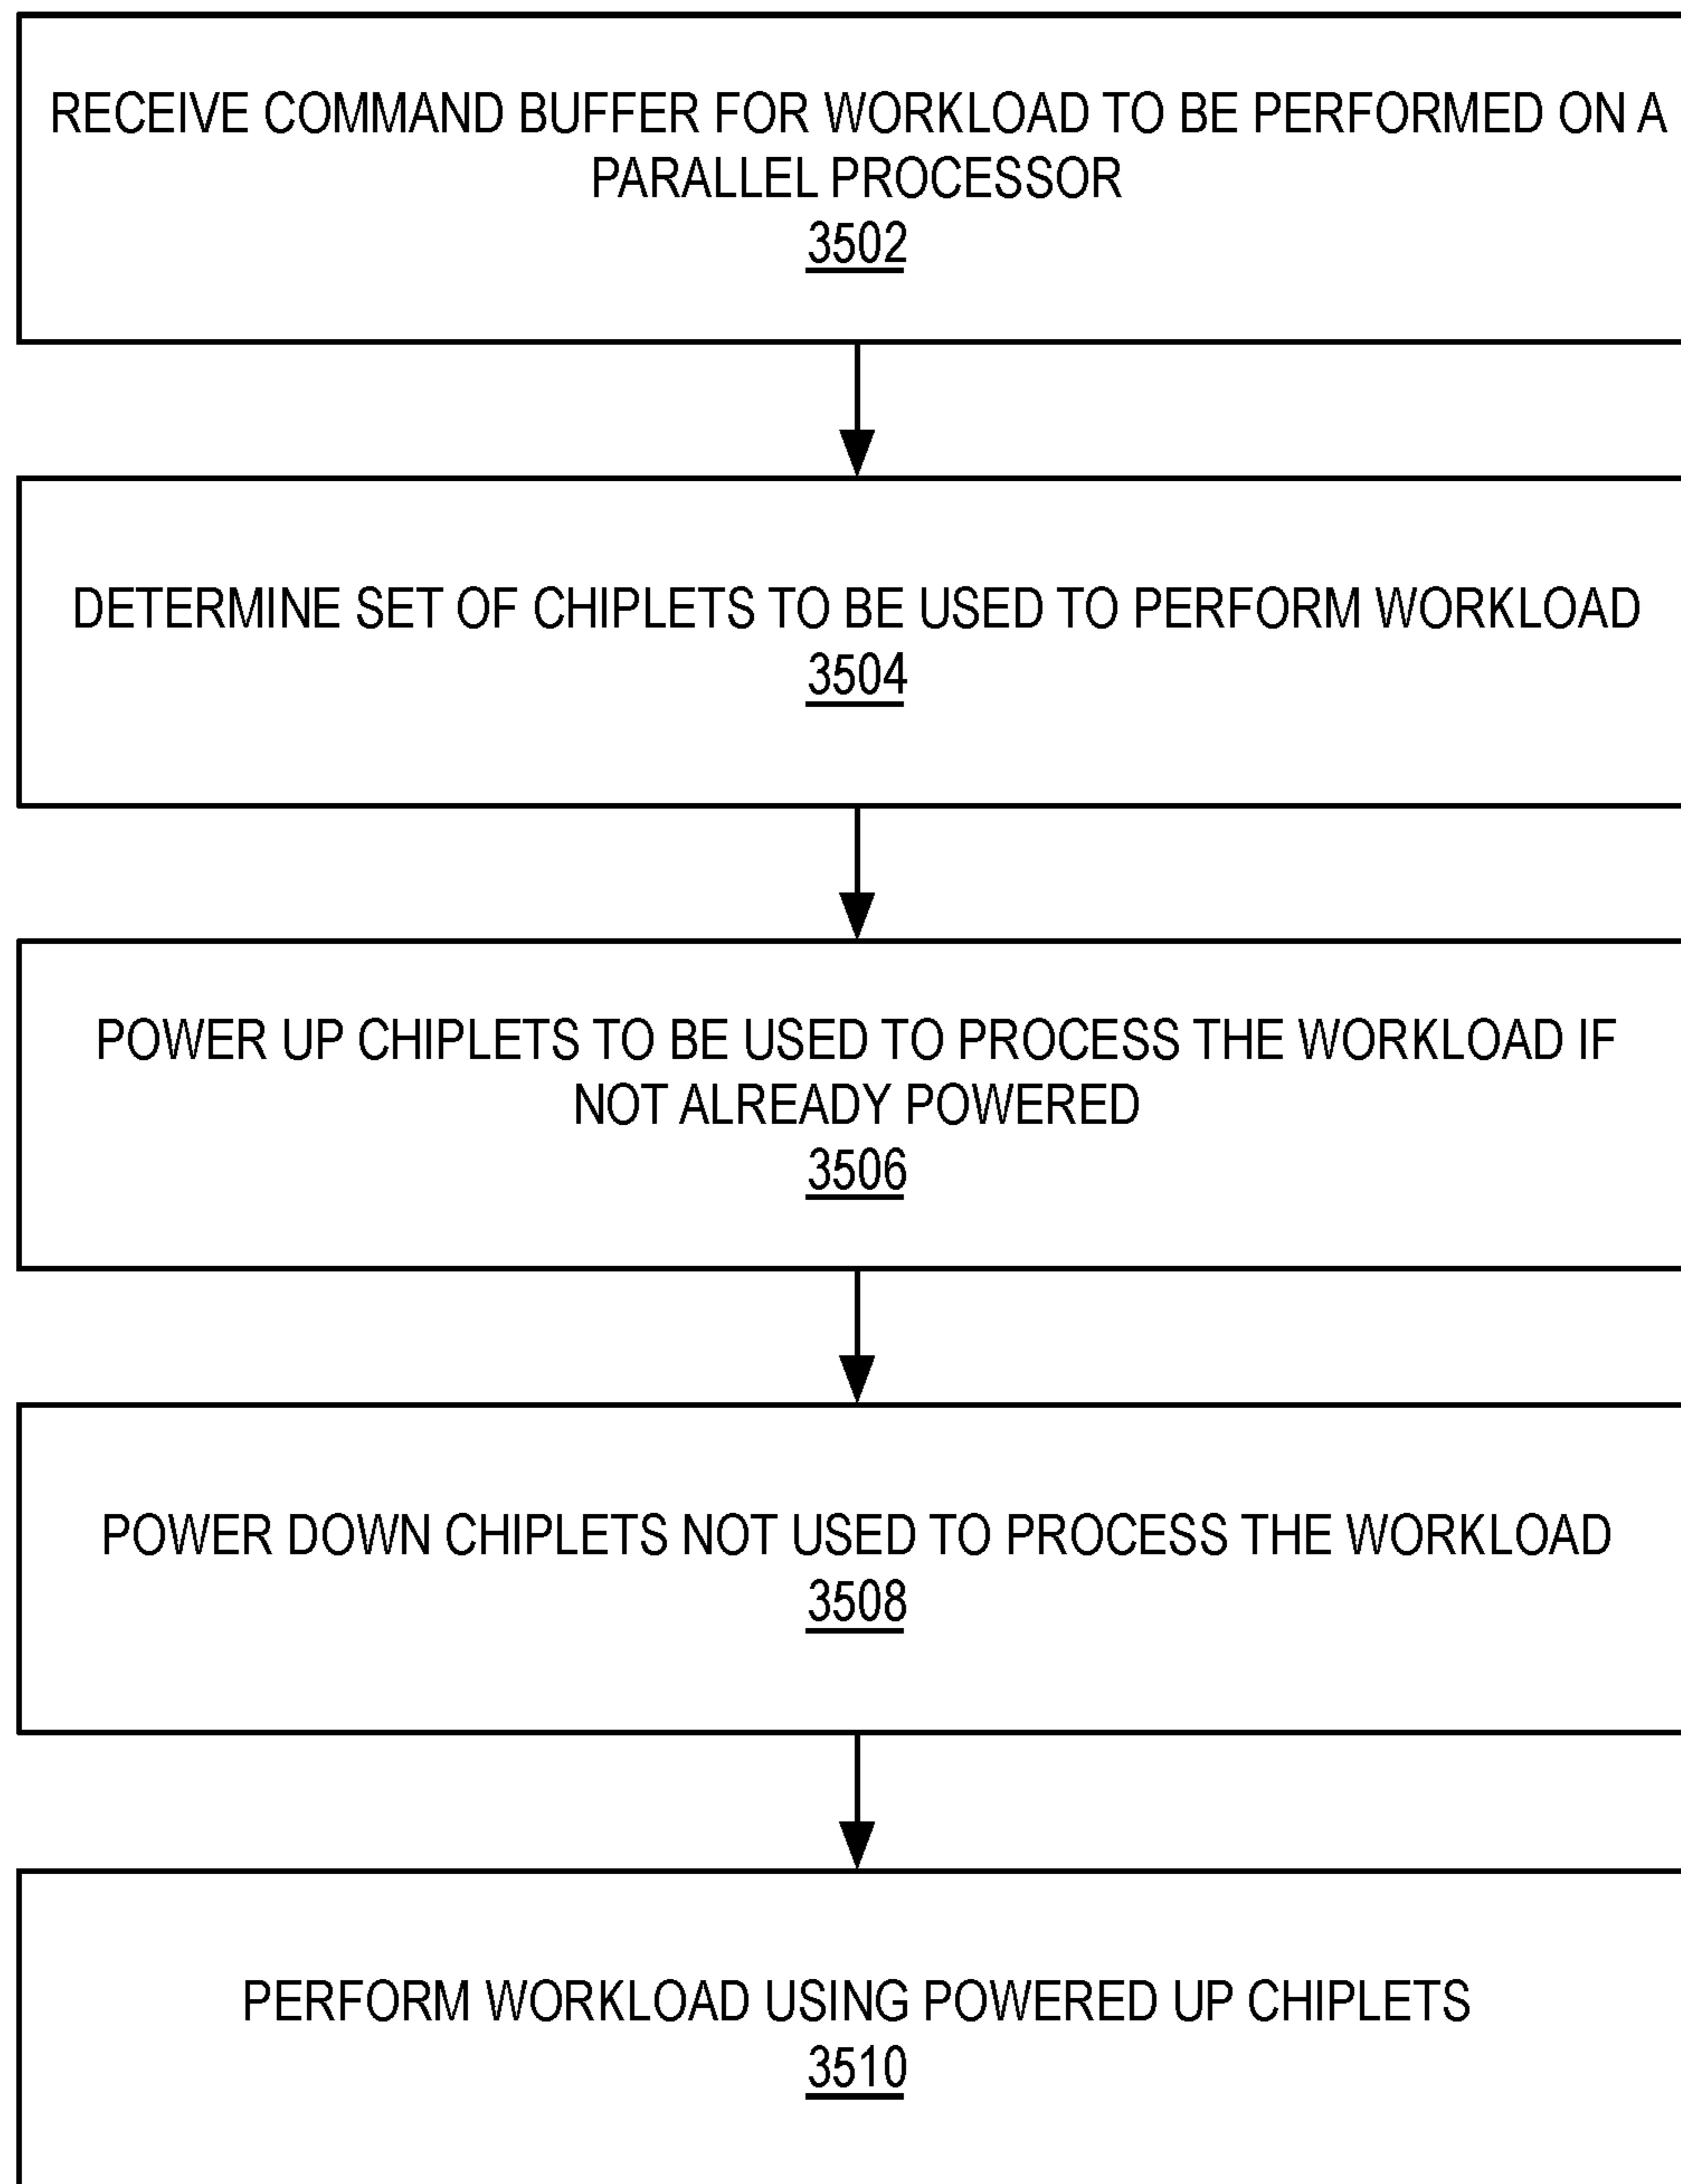 RECEIVE COMMAND BUFFER FOR WORKLOAD TO BE PERFORMED ON A
PARALLEL PROCESSOR
3502
DETERMINE SET OF CHIPLETS TO BE USED TO PERFORM WORKLOAD
3504
POWER UP CHIPLETS TO BE USED TO PROCESS THE WORKLOAD IF
NOT ALREADY POWERED
3506
POWER DOWN CHIPLETS NOT USED TO PROCESS THE WORKLOAD
3508
PERFORM WORKLOAD USING POWERED UP CHIPLETS
3510